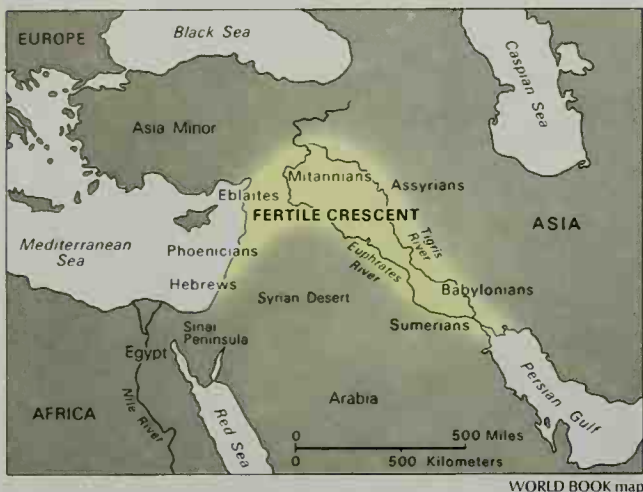 EUROPE
Black Sea
Caspian Sea
Asia Minor
Mitannians
Eblaites
Assyrians
FERTILE CRESCENT
ASIA
Mediterranean
Sea
Phoenicians
Tigris
River
Euphrates
River
Hebrews
Syrian Desert
Babylonians
Sinai
Peninsula
Sumerians
Egypt
Persian Gulf
Nile River
Arabia
AFRICA
Red Sea
0 500 Miles
0 500 Kilometers
WORLD BOOK map